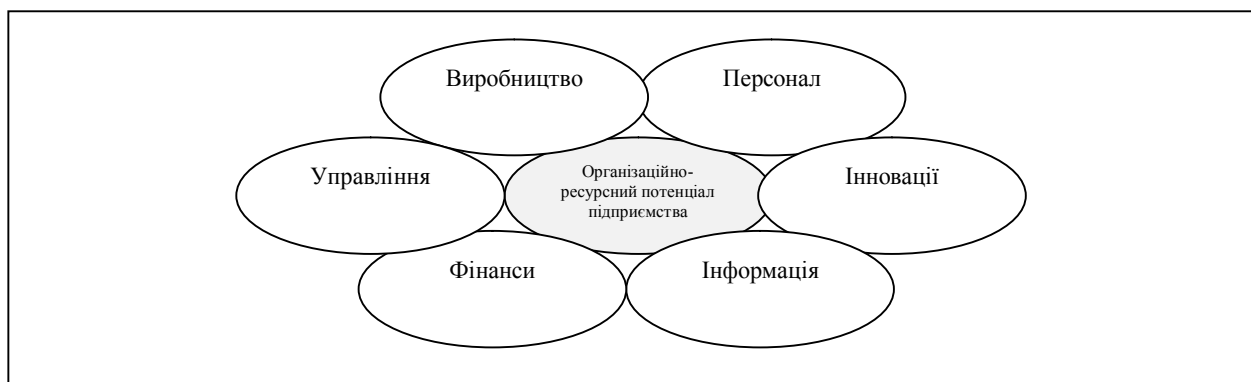 Виробництво
Персонал
Управління
Організаційно-
ресурсний потенціал
підприємства
Інновації
Фінанси
Інформація